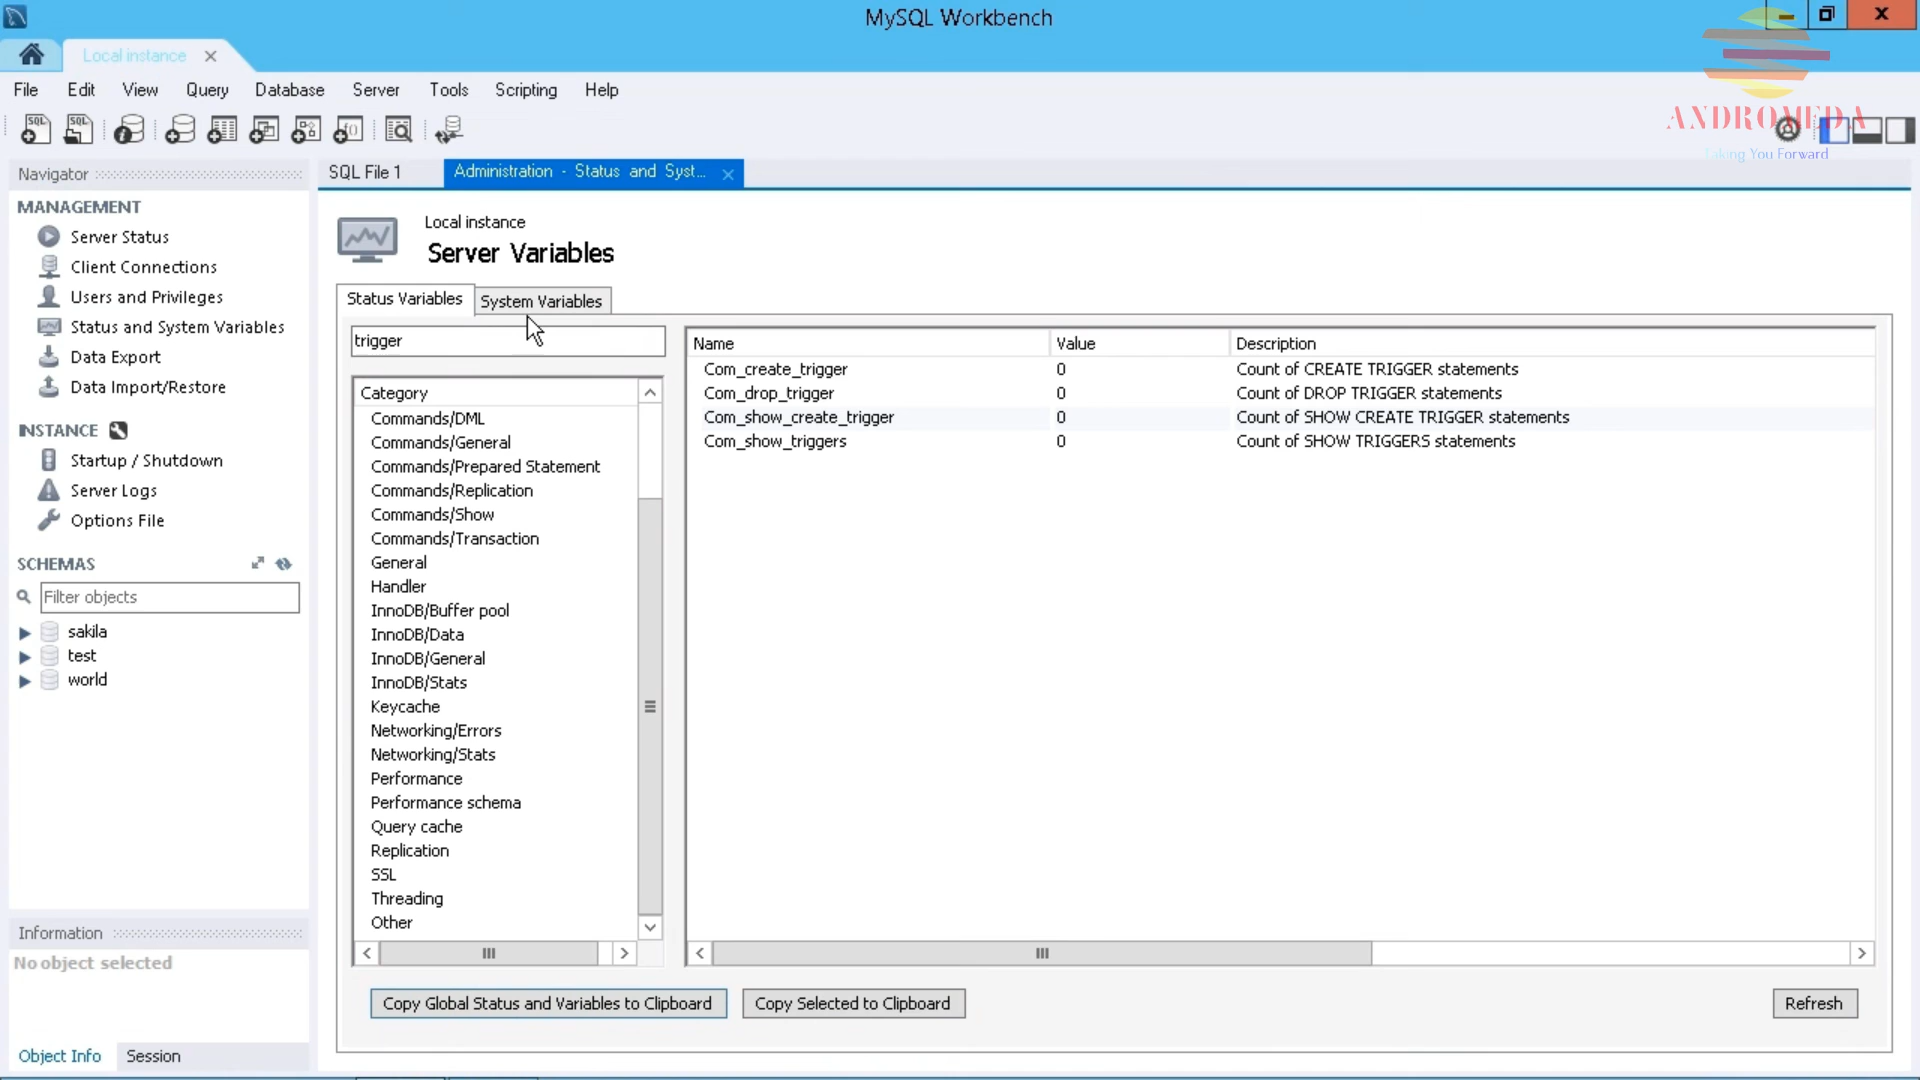 MySQL Workbench
Local instance
File Edit View Query Database Server Tools Scripting Help
ANDROMEDA
Taking You Forward
Navigator
MANAGEMENT
Server Status
Client Connections
Users and Privileges
Status and System Variables
Data Export
Data Import/Restore
INSTANCE
Startup / Shutdown
Server Logs
Options File
SCHEMAS
Filter objects
sakila
test
world
Information
No object selected
Object Info Session
SQL File 1 Administration - Status and Syst...
Local instance
Server Variables
Status Variables System Variables
trigger
Category
Commands/DML
Commands/General
Commands/Prepared Statement
Commands/Replication
Commands/Show
Commands/Transaction
General
Handler
InnoDB/Buffer pool
InnoDB/Data
InnoDB/General
InnoDB/Stats
Keycache
Networking/Errors
Networking/Stats
Performance
Performance schema
Query cache
Replication
SSL
Threading
Other
Name Value Description
Com_create_trigger 0 Count of CREATE TRIGGER statements
Com_drop_trigger 0 Count of DROP TRIGGER statements
Com_show_create_trigger 0 Count of SHOW CREATE TRIGGER statements
Com_show_triggers 0 Count of SHOW TRIGGERS statements
Copy Global Status and Variables to Clipboard Copy Selected to Clipboard Refresh